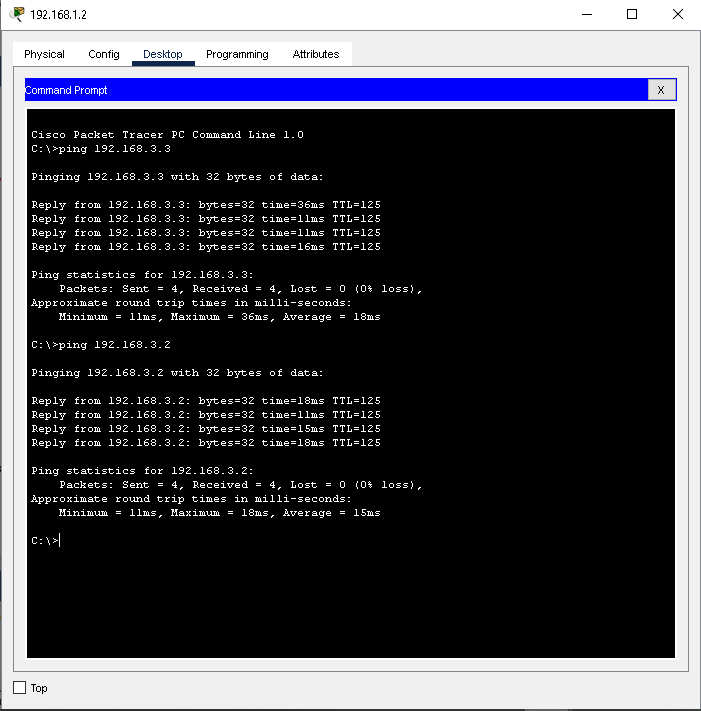 192.168.1.2
Physical Config Desktop Programming Attributes
Command Prompt X
Cisco Packet Tracer PC Command Line 1.0
C:\>ping 192.168.3.3
Pinging 192.168.3.3 with 32 bytes of data:
Reply from 192.168.3.3: bytes=32 time=36ms TTL=125
Reply from 192.168.3.3: bytes=32 time=11ms TTL=125
Reply from 192.168.3.3: bytes=32 time=11ms TTL=125
Reply from 192.168.3.3: bytes=32 time=16ms TTL=125
Ping statistics for 192.168.3.3:
Packets: Sent = 4, Received = 4, Lost = 0 (0% loss),
Approximate round trip times in milli-seconds:
Minimum = 11ms, Maximum = 36ms, Average = 18ms
C:\>ping 192.168.3.2
Pinging 192.168.3.2 with 32 bytes of data:
Reply from 192.168.3.2: bytes=32 time=18ms TTL=125
Reply from 192.168.3.2: bytes=32 time=11ms TTL=125
Reply from 192.168.3.2: bytes=32 time=15ms TTL=125
Reply from 192.168.3.2: bytes=32 time=18ms TTL=125
Ping statistics for 192.168.3.2:
Packets: Sent = 4, Received = 4, Lost = 0 (0% loss),
Approximate round trip times in milli-seconds:
Minimum = 11ms, Maximum = 18ms, Average = 15ms
C:\>
Top